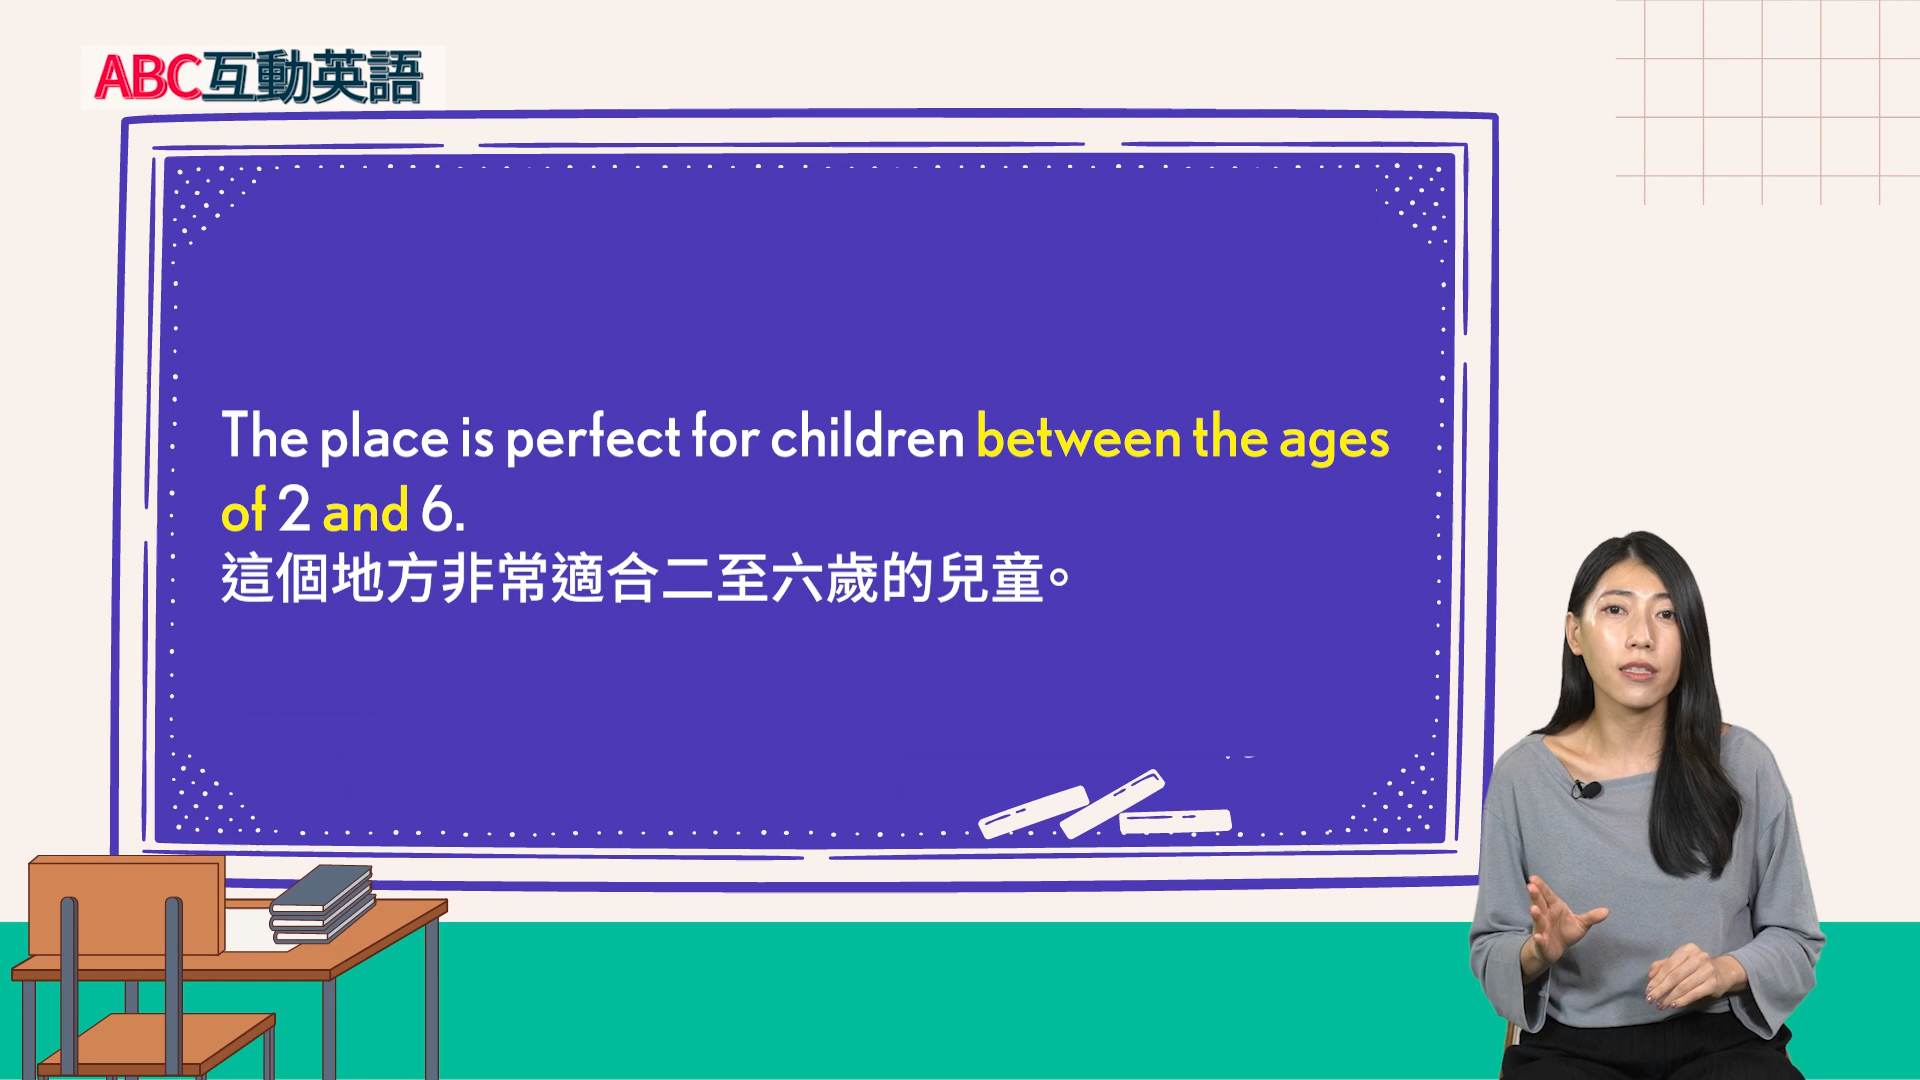 ABC互動英語
The place is perfect for children between the ages
of 2 and 6.
這個地方非常適合二至六歲的兒童。